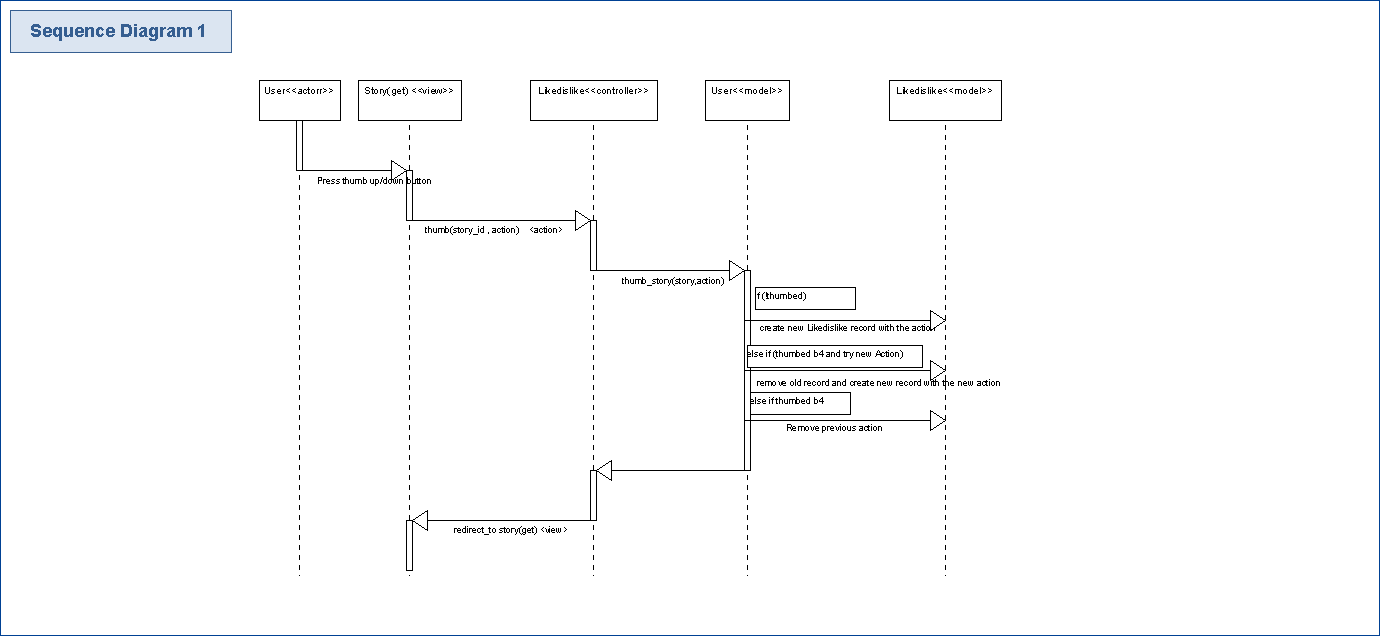 Sequence Diagram 1
User<<actorr>>
Story(get) <<view>>
Likedislike<<controller>>
User<<model>>
Likedislike<<model>>
Press thumb up/down button
thumb(story_id , action) <action>
thumb_story(story,action)
f(!thumbed)
create new Likedislike record with the action
else if(thumbed b4 and try new Action)
remove old record and create new record with the new action
else if thumbed b4
Remove previous action
redirect_to story(get) <view>